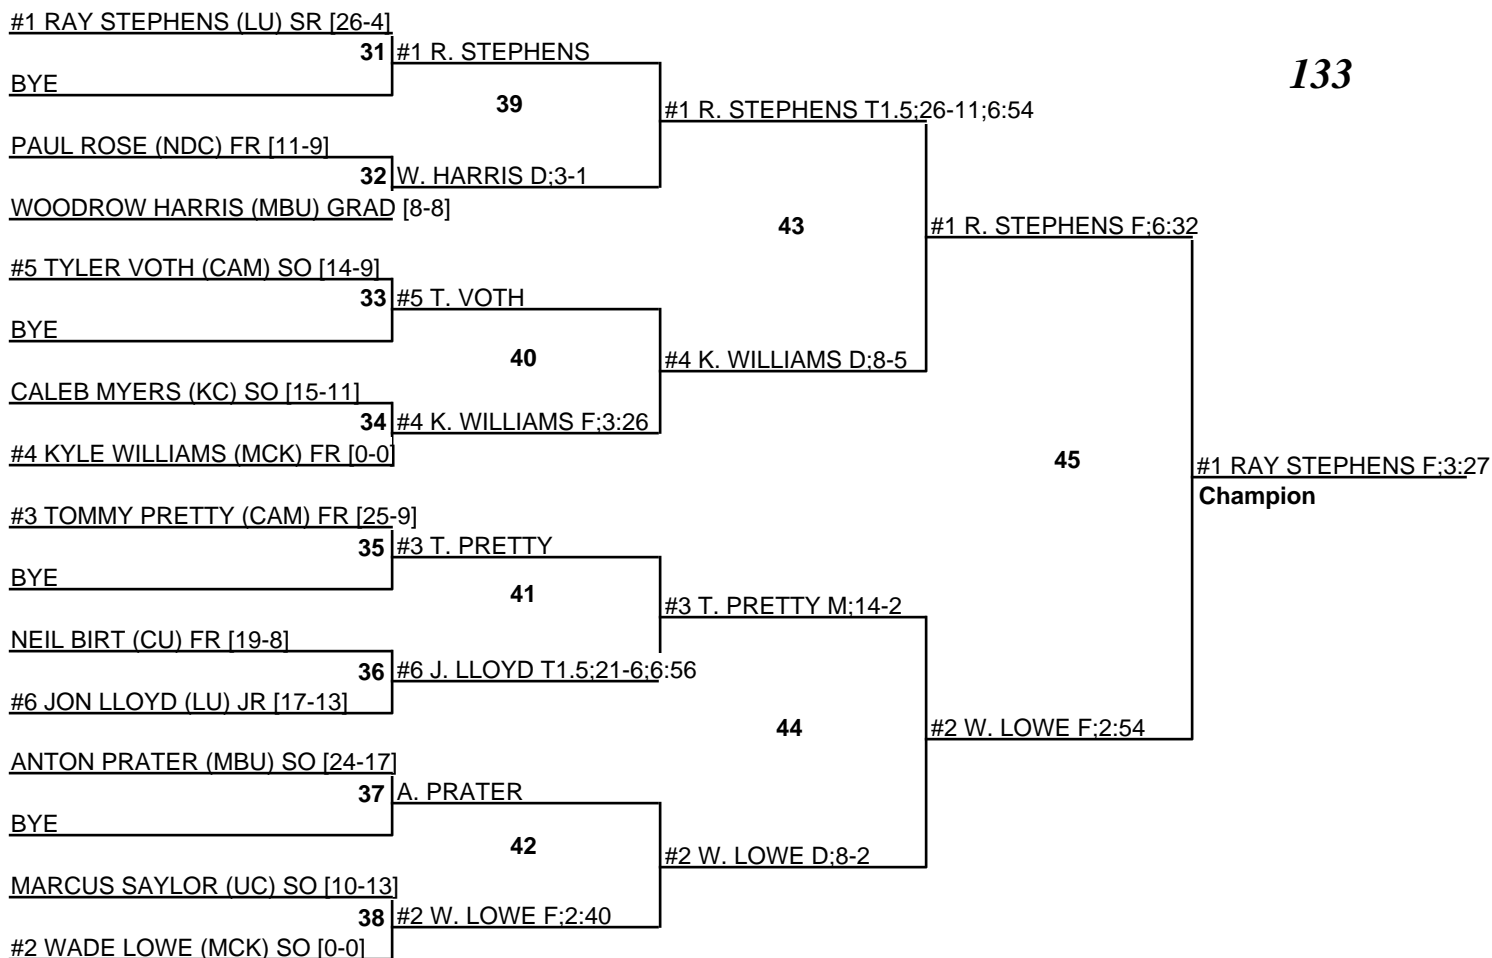 #1 RAY STEPHENS (LU) SR [26-4]
31 #1 R. STEPHENS
133
BYE
39
#1 R. STEPHENS T1.5;26-11;6:54
PAUL ROSE (NDC) FR [11-9]
32 W. HARRIS D;3-1
WOODROW HARRIS (MBU) GRAD [8-8]
43
#1 R. STEPHENS F;6:32
#5 TYLER VOTH (CAM) SO [14-9]
33 #5 T. VOTH
BYE
40
#4 K. WILLIAMS D;8-5
CALEB MYERS (KC) SO [15-11]
34 #4 K. WILLIAMS F;3:26
#4 KYLE WILLIAMS (MCK) FR [0-0]
45
#1 RAY STEPHENS F;3:27
Champion
#3 TOMMY PRETTY (CAM) FR [25-9]
35 #3 T. PRETTY
BYE
41
#3 T. PRETTY M;14-2
NEIL BIRT (CU) FR [19-8]
36 #6 J. LLOYD T1.5;21-6;6:56
#6 JON LLOYD (LU) JR [17-13]
44
#2 W. LOWE F;2:54
ANTON PRATER (MBU) SO [24-17]
37 A. PRATER
BYE
42
#2 W. LOWE D;8-2
MARCUS SAYLOR (UC) SO [10-13]
38 #2 W. LOWE F;2:40
#2 WADE LOWE (MCK) SO [0-0]